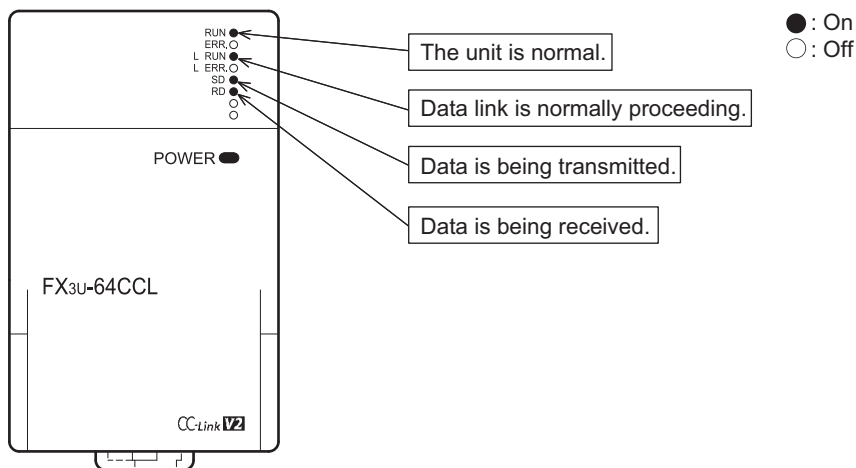 RUN
ERR.
L RUN
L ERR.
SD
RD
POWER
FX3U-64CCL
CC-Link V2
The unit is normal.
Data link is normally proceeding.
Data is being transmitted.
Data is being received.
: On
: Off